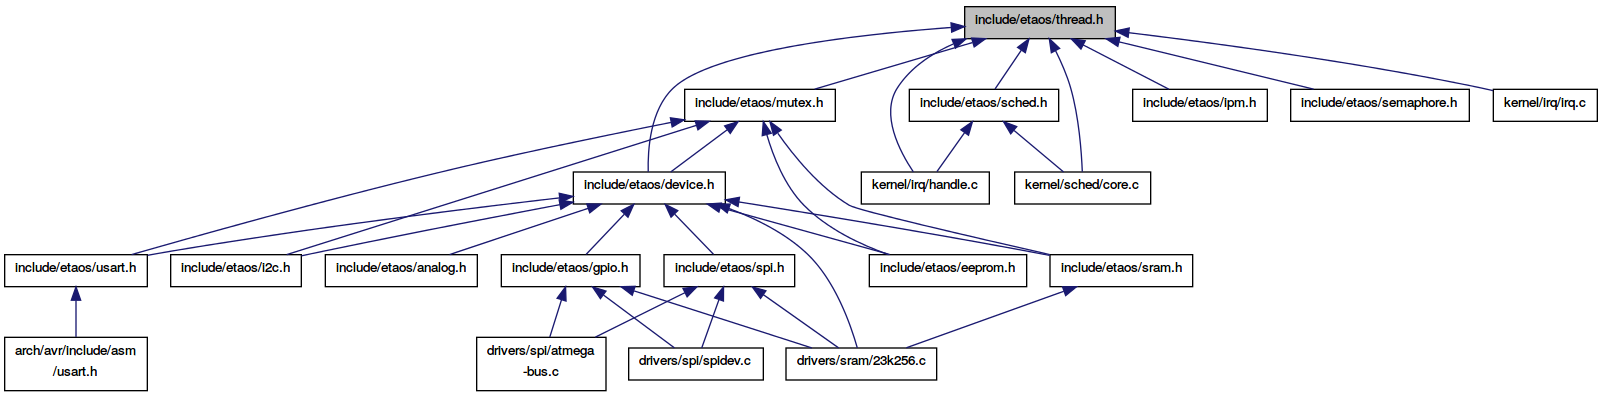 include/etaos/thread.h
include/etaos/mutex.h
include/etaos/sched.h
include/etaos/ipm.h
include/etaos/semaphore.h
kernel/irq/irq.c
include/etaos/device.h
kernel/irq/handle.c
kernel/sched/core.c
include/etaos/usart.h
include/etaos/i2c.h
include/etaos/analog.h
include/etaos/gpio.h
include/etaos/spi.h
include/etaos/eeprom.h
include/etaos/sram.h
arch/avr/include/asm
/usart.h
drivers/spi/atmega
-bus.c
drivers/spi/spidev.c
drivers/sram/23k256.c